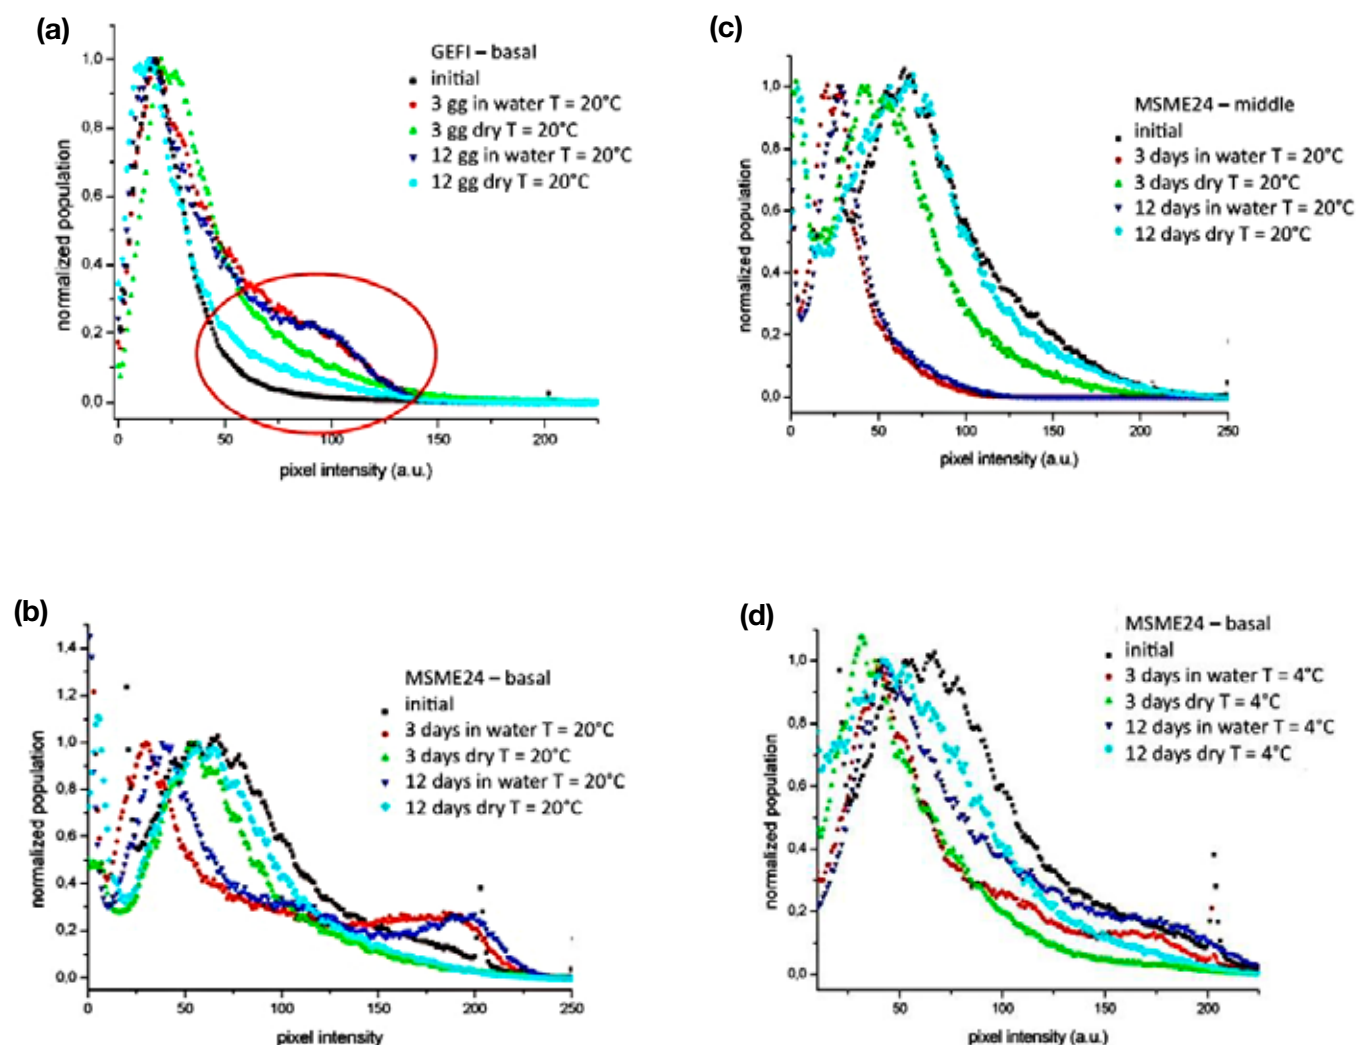 (a)
GEFI – basal
initial
3 gg in water T = 20°C
3 gg dry T = 20°C
12 gg in water T = 20°C
12 gg dry T = 20°C
normalized population
1,0
0,8
0,6
0,4
0,2
0,0
0 50 100 150 200
pixel intensity (a.u.)
(c)
MSME24 – middle
initial
3 days in water T = 20°C
3 days dry T = 20°C
12 days in water T = 20°C
12 days dry T = 20°C
normalized population
1,0
0,8
0,6
0,4
0,2
0,0
0 50 100 150 200 250
pixel intensity (a.u.)
(b)
MSME24 – basal
initial
3 days in water T = 20°C
3 days dry T = 20°C
12 days in water T = 20°C
12 days dry T = 20°C
normalized population
1,4
1,2
1,0
0,8
0,6
0,4
0,2
0,0
0 50 100 150 200 250
pixel intensity
(d)
MSME24 – basal
initial
3 days in water T = 4°C
3 days dry T = 4°C
12 days in water T = 4°C
12 days dry T = 4°C
normalized population
1,0
0,8
0,6
0,4
0,2
0,0
50 100 150 200
pixel intensity (a.u.)